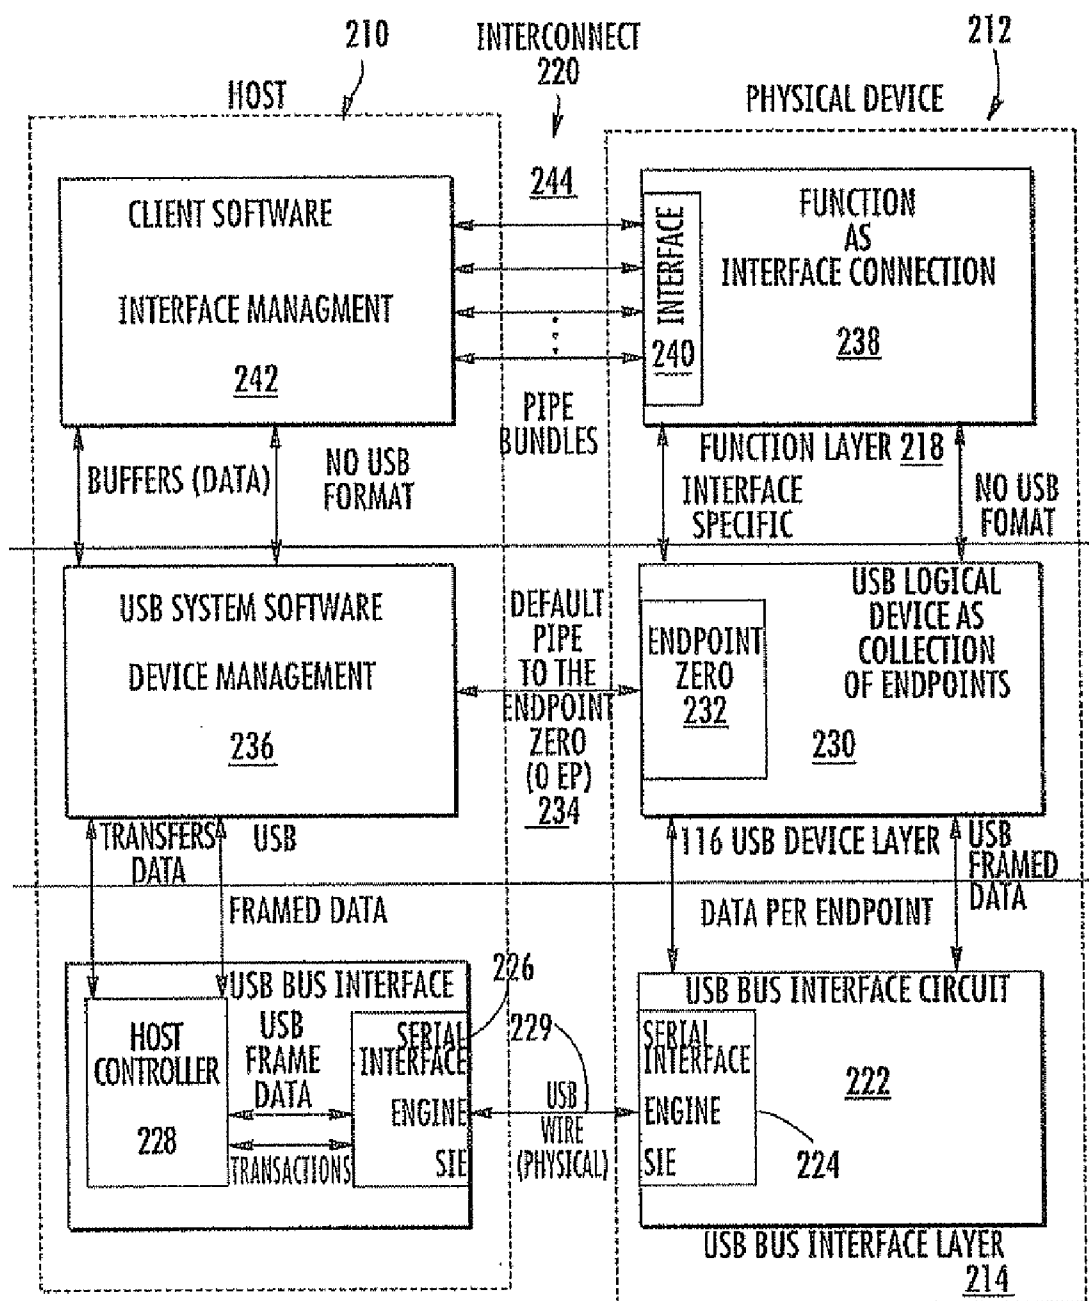 210
INTERCONNECT
220
212
HOST
PHYSICAL DEVICE
244
CLIENT SOFTWARE
INTERFACE MANAGMENT
242
INTERFACE
240
FUNCTION
AS
INTERFACE CONNECTION
238
PIPE
BUNDLES
BUFFERS (DATA)
NO USB
FORMAT
FUNCTION LAYER 218
INTERFACE
SPECIFIC
NO USB
FOMAT
USB SYSTEM SOFTWARE
DEVICE MANAGEMENT
236
DEFAULT
PIPE
TO THE
ENDPOINT
ZERO
(0 EP)
234
ENDPOINT
ZERO
232
USB LOGICAL
DEVICE AS
COLLECTION
OF ENDPOINTS
230
TRANSFERS
DATA
USB
116 USB DEVICE LAYER
USB
FRAMED
DATA
FRAMED DATA
DATA PER ENDPOINT
USB BUS INTERFACE
226
HOST
CONTROLLER
228
USB
FRAME
DATA
TRANSACTIONS
SERIAL
INTERFACE
ENGINE
SIE
229
USB
WIRE
(PHYSICAL)
USB BUS INTERFACE CIRCUIT
SERIAL
INTERFACE
ENGINE
SIE
222
224
USB BUS INTERFACE LAYER
214